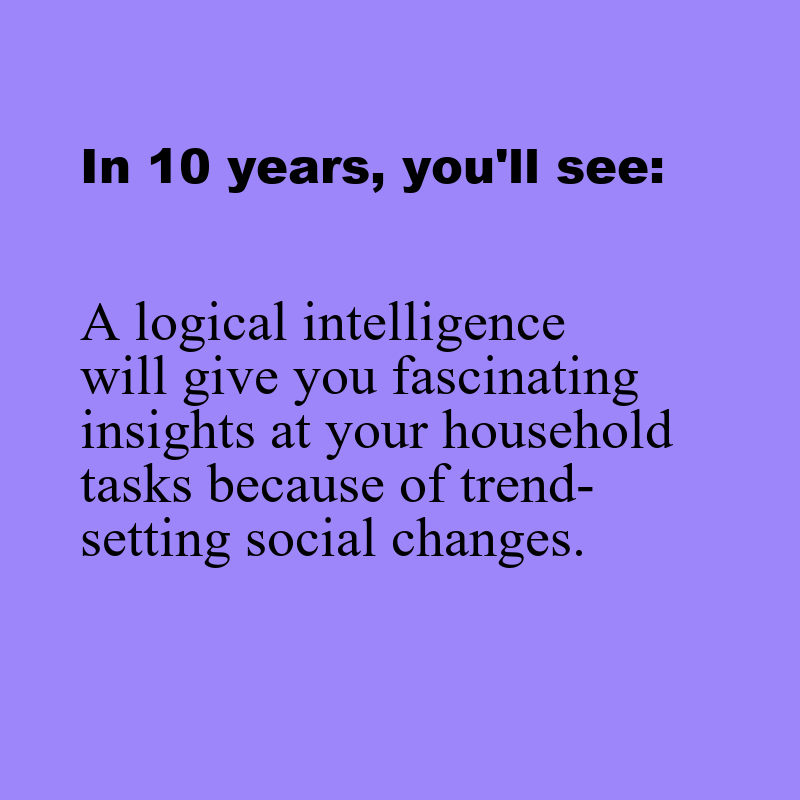 In 10 years, you'll see:
A logical intelligence
will give you fascinating
insights at your household
tasks because of trend-
setting social changes.